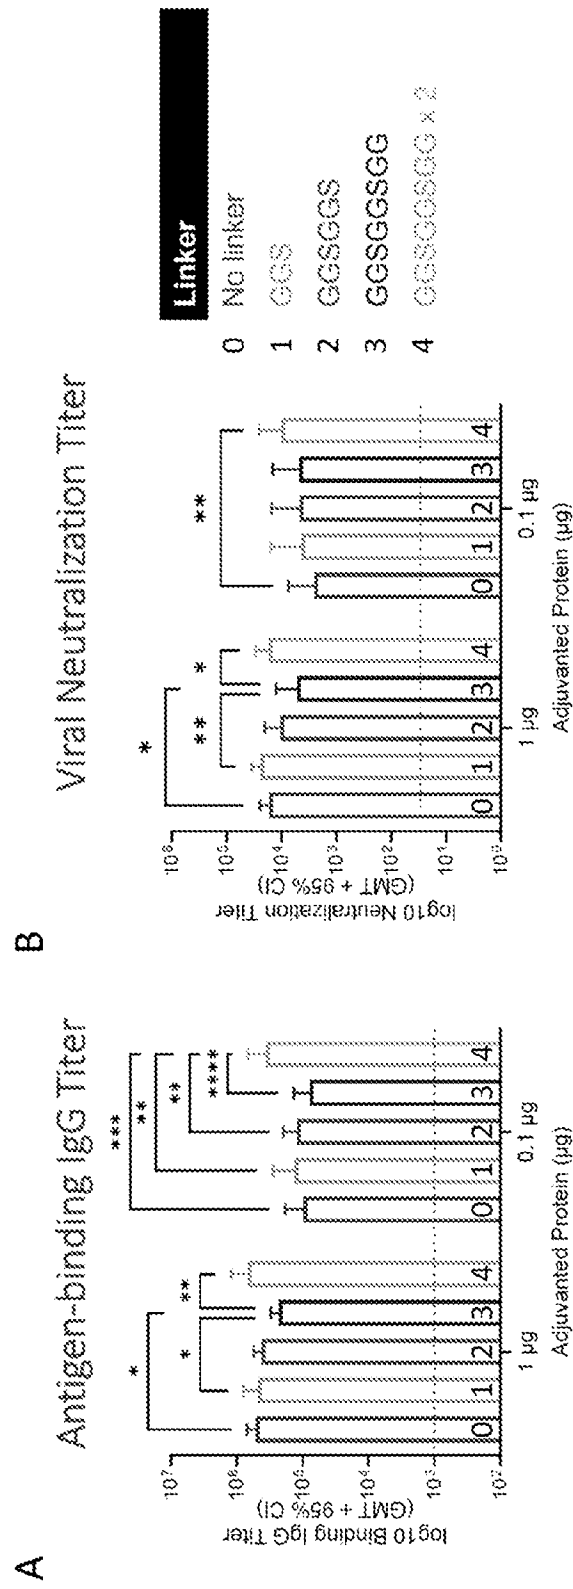 A
Antigen-binding IgG Titer
log10 Binding IgG Titer
(GMT + 95% CI)
10⁷
10⁶
10⁵
10⁴
10³
10²
*
*
**
***
**
**
****
0 1 2 3 4 0 1 2 3 4
1 µg 0.1 µg
Adjuvanted Protein (µg)
B
Viral Neutralization Titer
log10 Neutralization Titer
(GMT + 95% CI)
10⁶
10⁵
10⁴
10³
10²
10¹
10⁰
*
**
*
**
0 1 2 3 4 0 1 2 3 4
1 µg 0.1 µg
Adjuvanted Protein (µg)
Linker
0 No linker
1 GGS
2 GGSGGS
3 GGSGGSGG
4 GGSGGSGG x 2